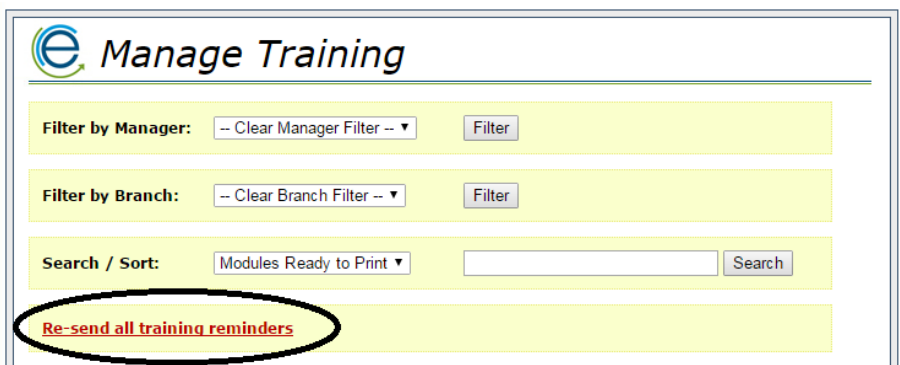 e Manage Training
Filter by Manager: -- Clear Manager Filter -- Filter
Filter by Branch: -- Clear Branch Filter -- Filter
Search / Sort: Modules Ready to Print Search
Re-send all training reminders